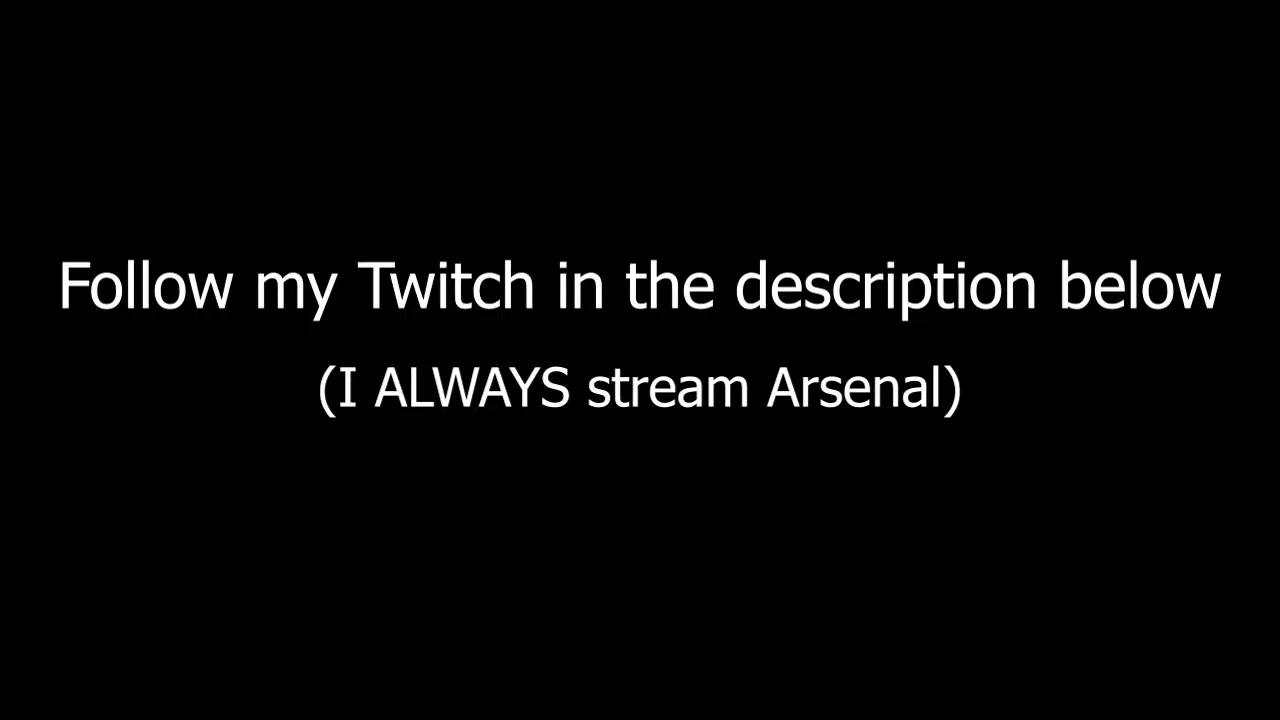 Follow my Twitch in the description below
(I ALWAYS stream Arsenal)